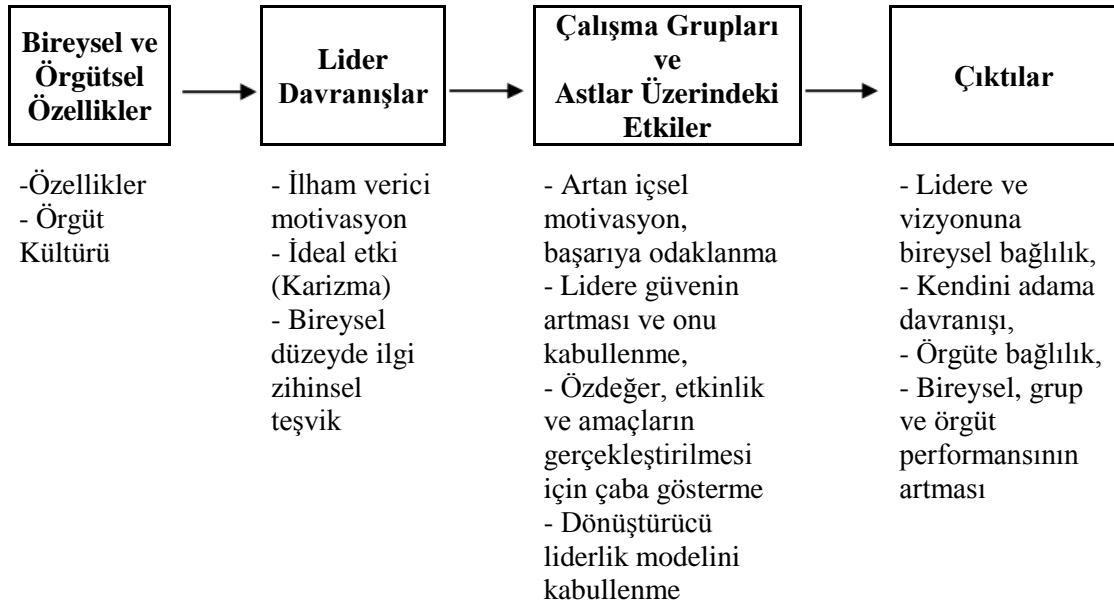 Bireysel ve
Örgütsel
Özellikler
Lider
Davranışlar
Çalışma Grupları
ve
Astlar Üzerindeki
Etkiler
Çıktılar
-Özellikler
- Örgüt
Kültürü
- İlham verici
motivasyon
- İdeal etki
(Karizma)
- Bireysel
düzeyde ilgi
zihinsel
teşvik
- Artan içsel
motivasyon,
başarıya odaklanma
- Lidere güvenin
artması ve onu
kabullenme,
- Özdeğer, etkinlik
ve amaçların
gerçekleştirilmesi
için çaba gösterme
- Dönüştürücü
liderlik modelini
kabullenme
- Lidere ve
vizyonuna
bireysel bağlılık,
- Kendini adama
davranışı,
- Örgüte bağlılık,
- Bireysel, grup
ve örgüt
performansının
artması